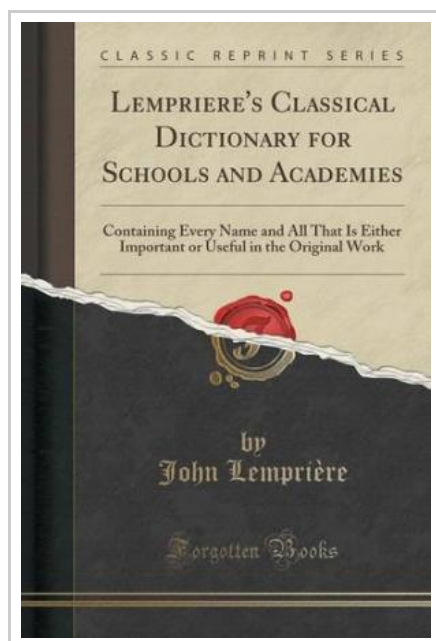 CLASSIC REPRINT SERIES
LEMPRIERE'S CLASSICAL
DICTIONARY FOR
SCHOOLS AND ACADEMIES
Containing Every Name and All That Is Either
Important or Useful in the Original Work
by
John Lemprière
Forgotten Books